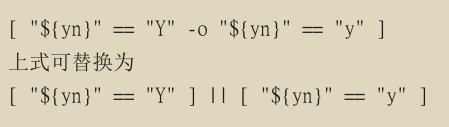 [ "${yn}" == "Y" -o "${yn}" == "y" ]
上式可替换为
[ "${yn}" == "Y" ] || [ "${yn}" == "y" ]